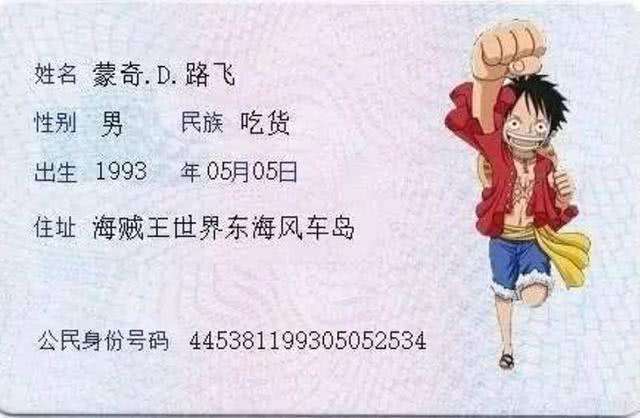 姓名 蒙奇.D.路飞
性别 男 民族 吃货
出生 1993 年 05月05日
住址 海贼王世界东海风车岛
公民身份号码 445381199305052534